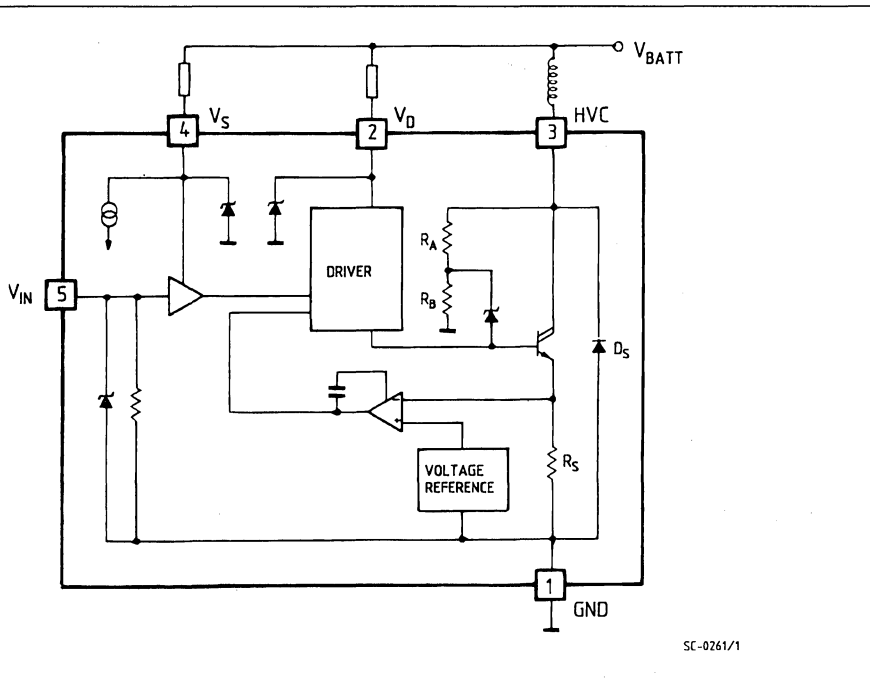 V_BATT
4 V_S
2 V_D
3 HVC
R_A
DRIVER
V_IN 5
R_B
D_S
VOLTAGE
REFERENCE
R_S
1
GND
SC-0261/1